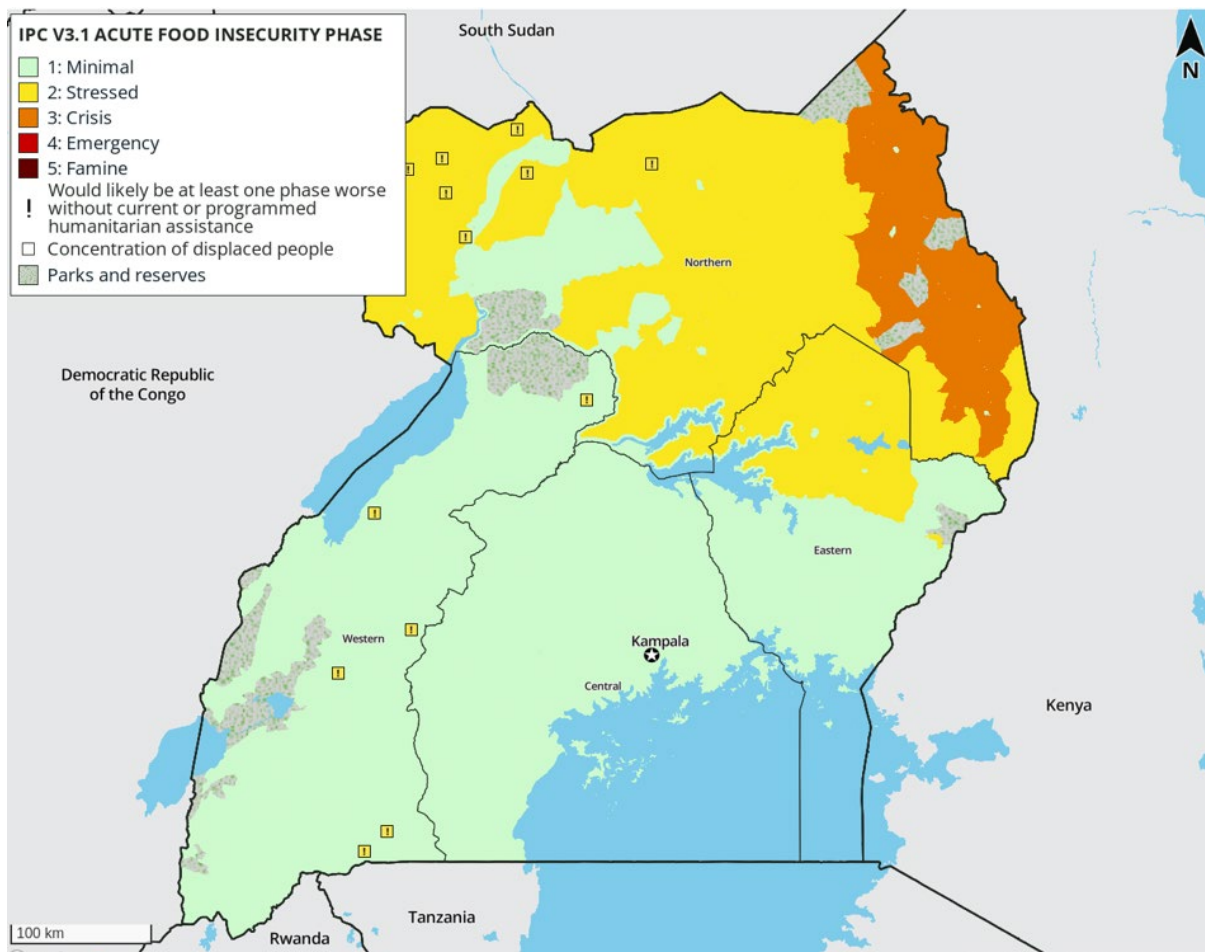 IPC V3.1 ACUTE FOOD INSECURITY PHASE
1: Minimal
2: Stressed
3: Crisis
4: Emergency
5: Famine
! Would likely be at least one phase worse
without current or programmed
humanitarian assistance
Concentration of displaced people
Parks and reserves
South Sudan
N
Northern
Democratic Republic
of the Congo
Eastern
Western
Kampala
Central
Kenya
Tanzania
Rwanda
100 km